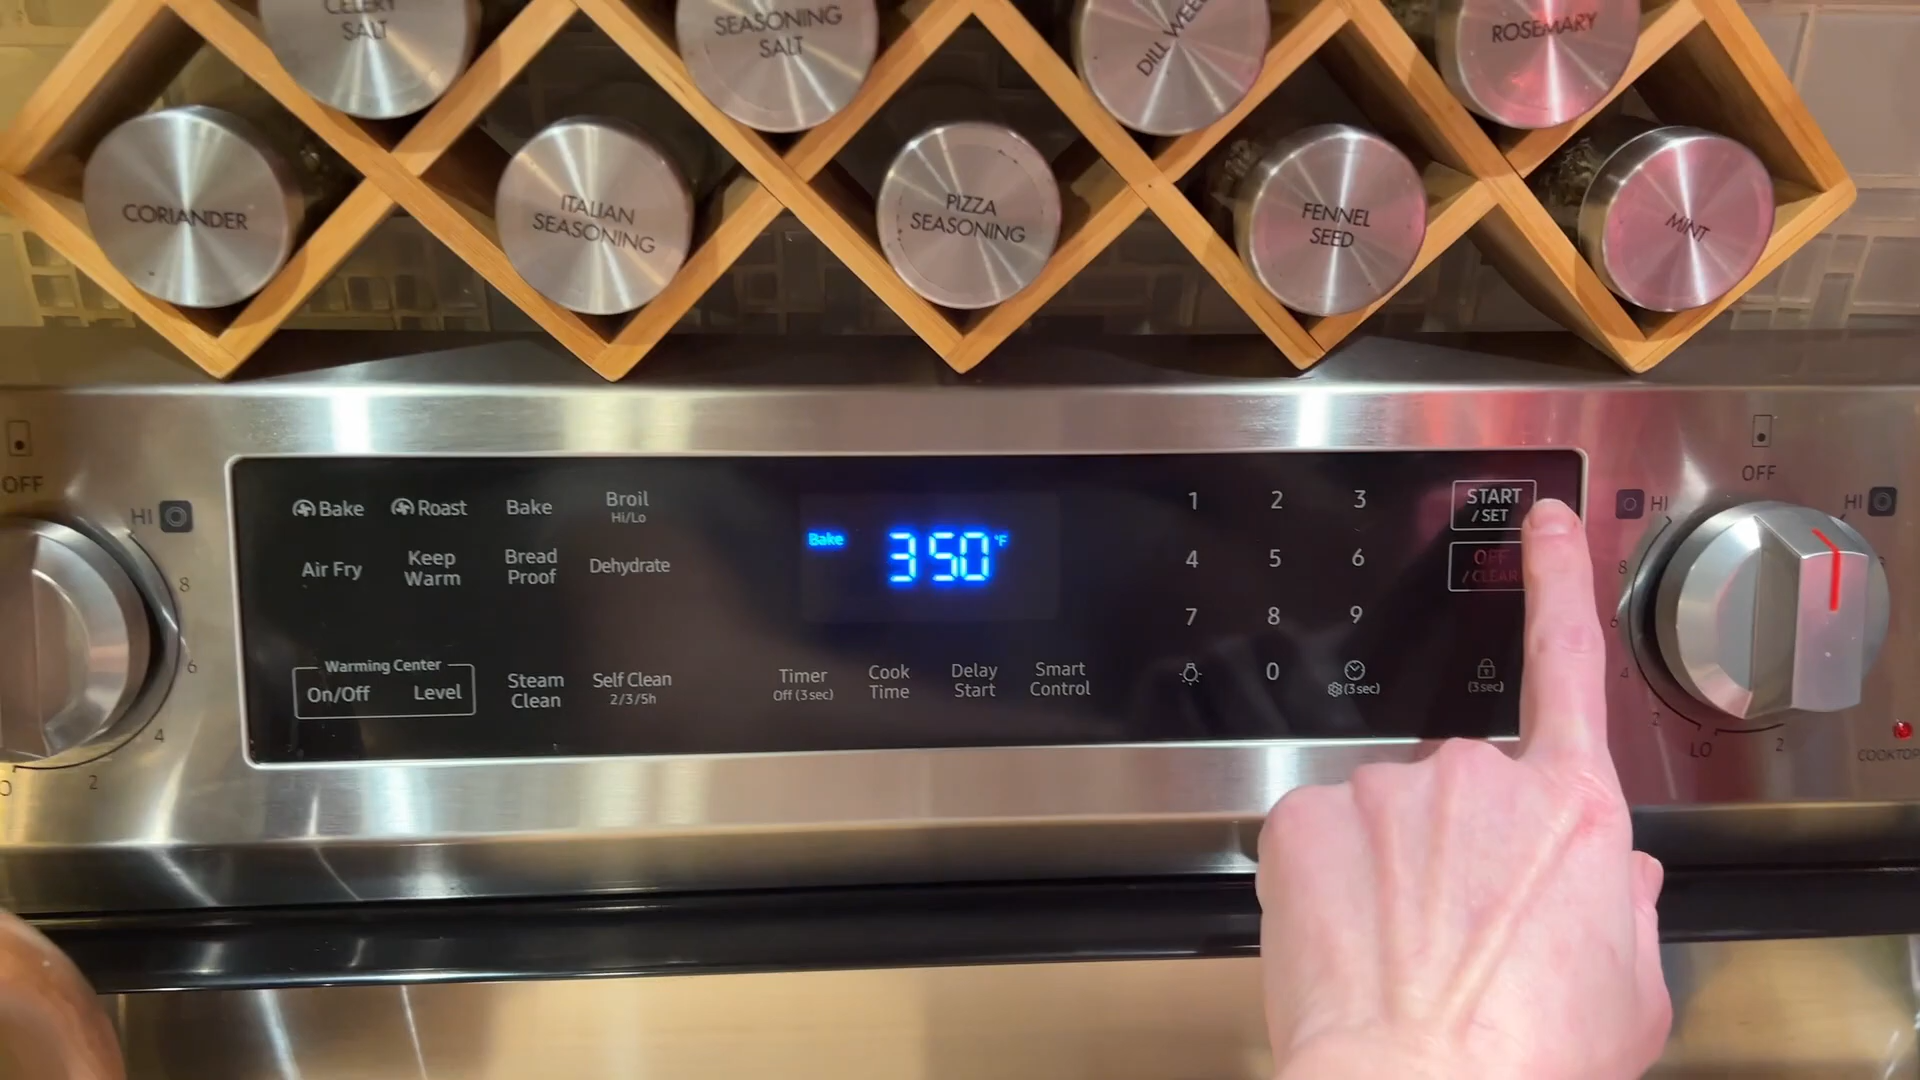 CELERY
SALT
SEASONING
SALT
DILL WEED
ROSEMARY
CORIANDER
ITALIAN
SEASONING
PIZZA
SEASONING
FENNEL
SEED
MINT
OFF
HI
8
6
4
2
Bake
Roast
Bake
Broil
Hi/Lo
Air Fry
Keep
Warm
Bread
Proof
Dehydrate
Warming Center
On/Off
Level
Steam
Clean
Self Clean
2/3/5h
Bake
350°F
Timer
Off (3 sec)
Cook
Time
Delay
Start
Smart
Control
1
2
3
4
5
6
7
8
9
0
(3 sec)
START
/ SET
OFF
/ CLEAR
(3 sec)
OFF
HI
HI
8
6
4
2
LO
2